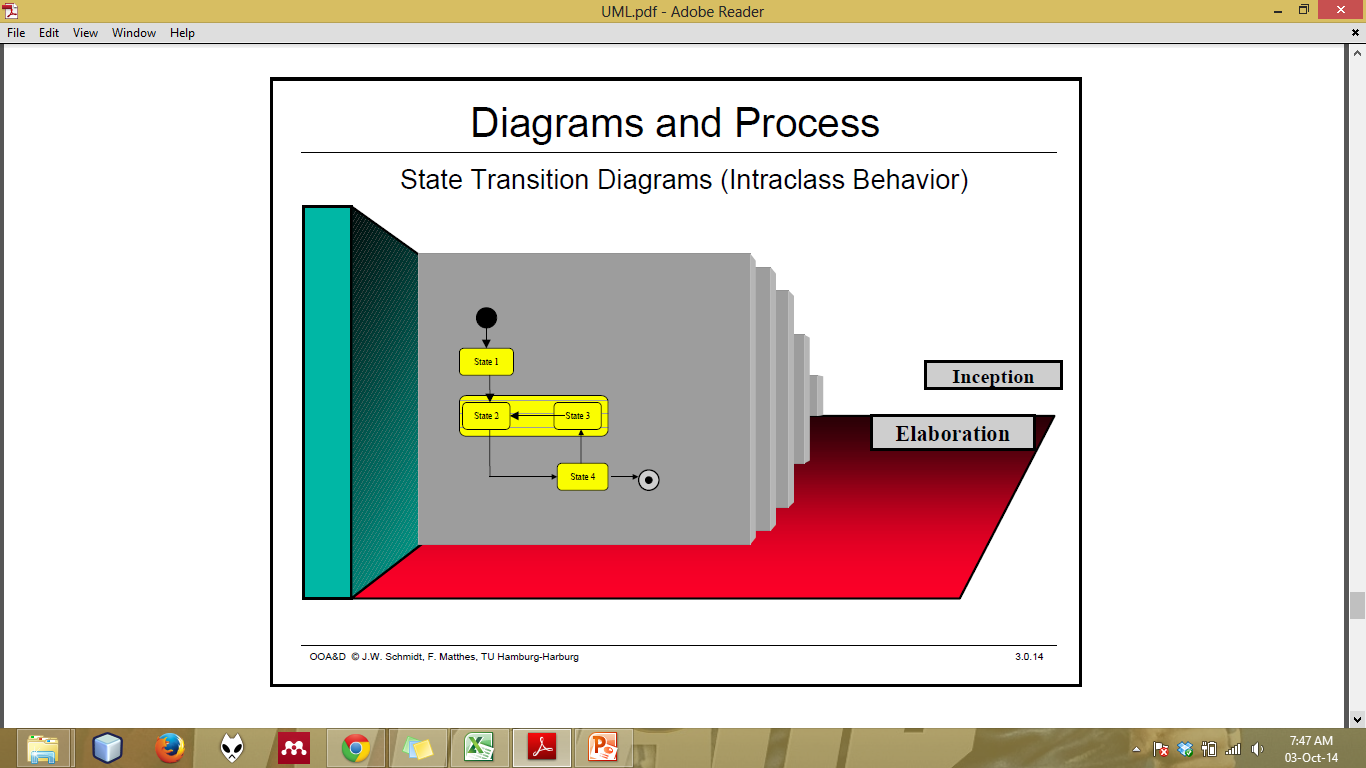 UML.pdf - Adobe Reader
File Edit View Window Help
Diagrams and Process
State Transition Diagrams (Intraclass Behavior)
State 1
State 2
State 3
State 4
Inception
Elaboration
OOA&D © J.W. Schmidt, F. Matthes, TU Hamburg-Harburg
3.0.14
7:47 AM
03-Oct-14